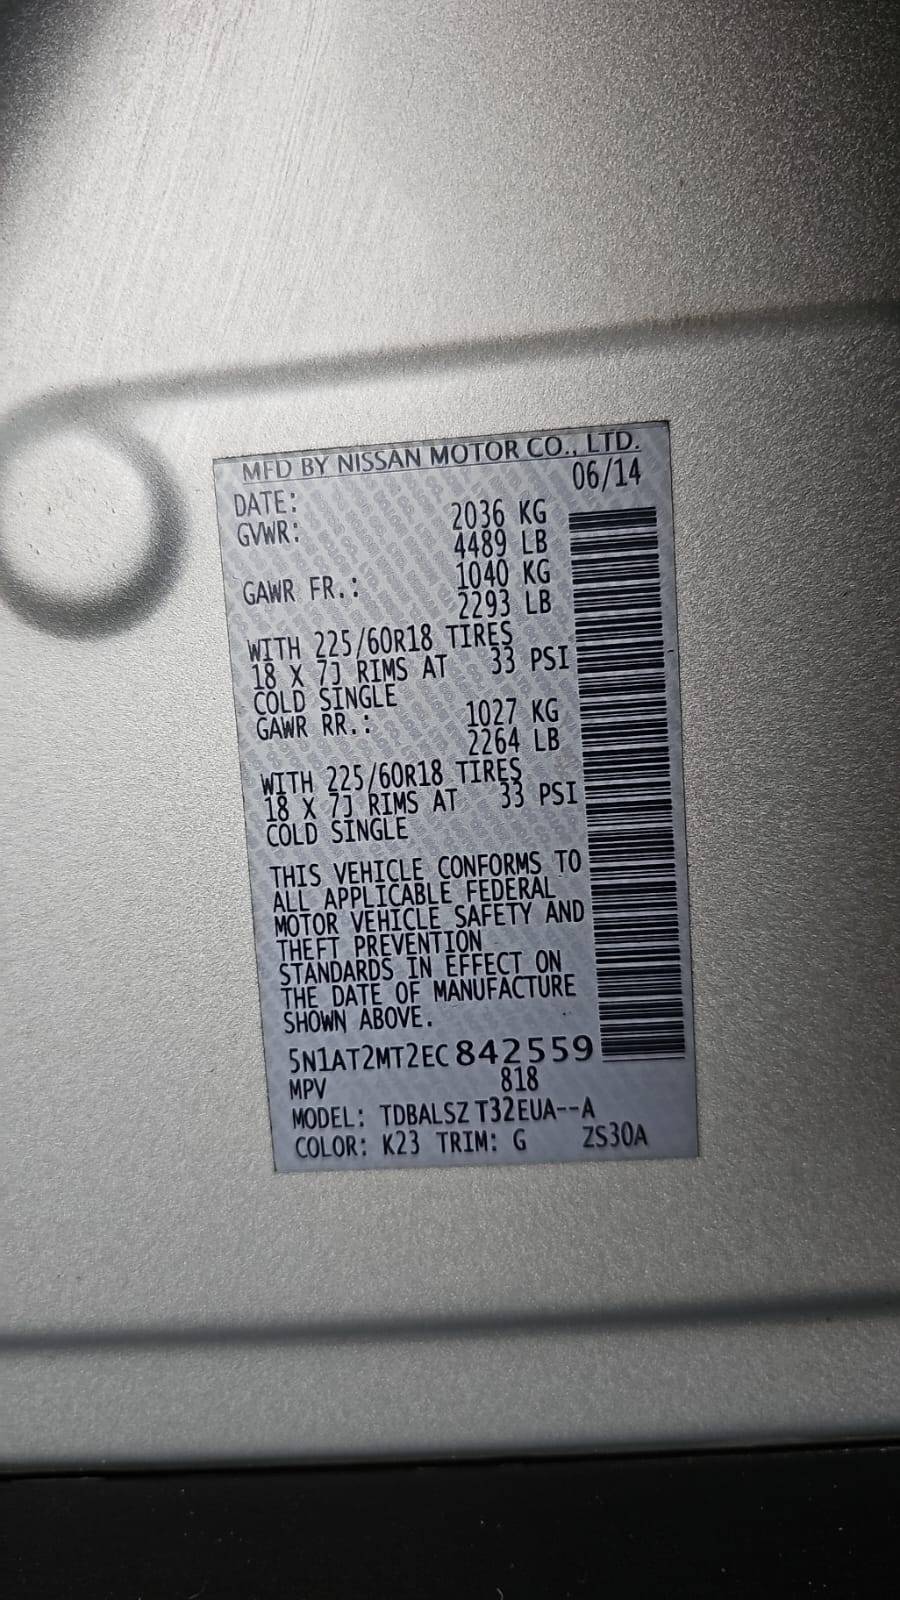 MFD BY NISSAN MOTOR CO., LTD.
DATE: 06/14
GVWR: 2036 KG
4489 LB
GAWR FR.: 1040 KG
2293 LB
WITH 225/60R18 TIRES
18 X 7J RIMS AT 33 PSI
COLD SINGLE
GAWR RR.: 1027 KG
2264 LB
WITH 225/60R18 TIRES
18 X 7J RIMS AT 33 PSI
COLD SINGLE
THIS VEHICLE CONFORMS TO
ALL APPLICABLE FEDERAL
MOTOR VEHICLE SAFETY AND
THEFT PREVENTION
STANDARDS IN EFFECT ON
THE DATE OF MANUFACTURE
SHOWN ABOVE.
5N1AT2MT2EC842559
MPV 818
MODEL: TDBALSZ T32EUA--A
COLOR: K23 TRIM: G ZS30A